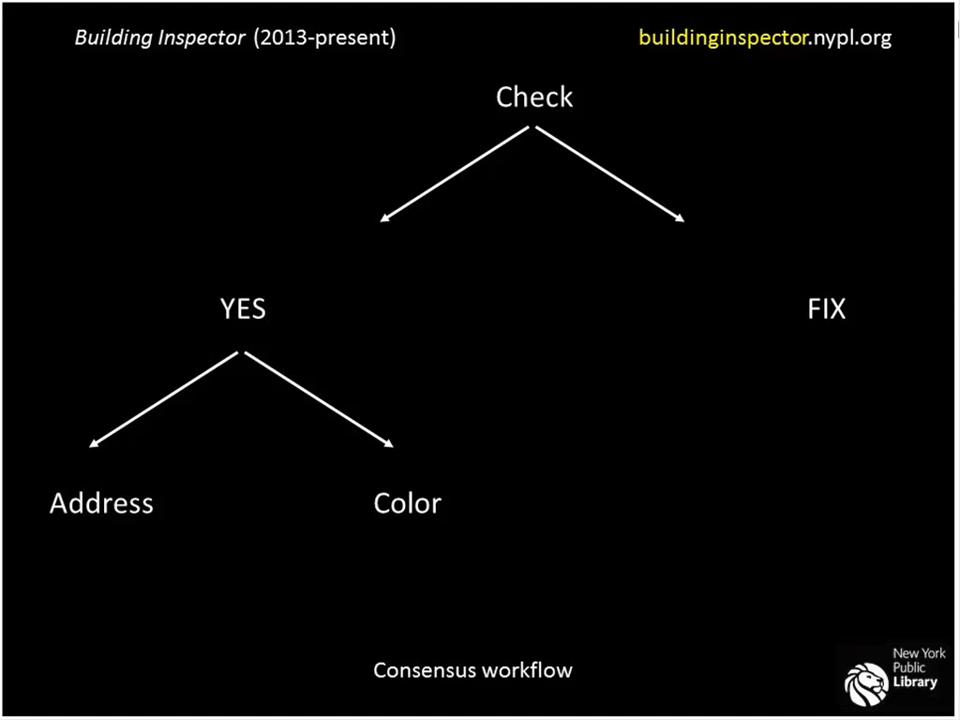 Building Inspector (2013-present)
buildinginspector.nypl.org
Check
YES
FIX
Address
Color
Consensus workflow
New York
Public
Library